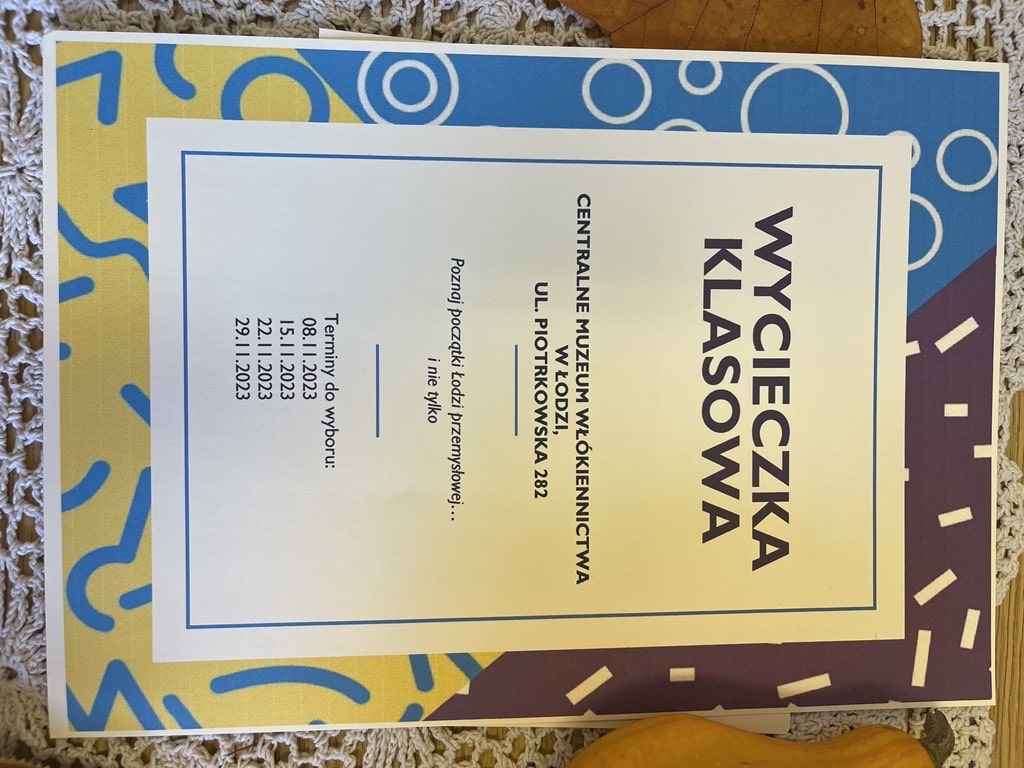 WYCIECZKA
KLASOWA
CENTRALNE MUZEUM WŁÓKIENNICTWA
W ŁODZI,
UL. PIOTRKOWSKA 282
Poznaj początki Łodzi przemysłowej...
i nie tylko
Terminy do wyboru:
08.11.2023
15.11.2023
22.11.2023
29.11.2023